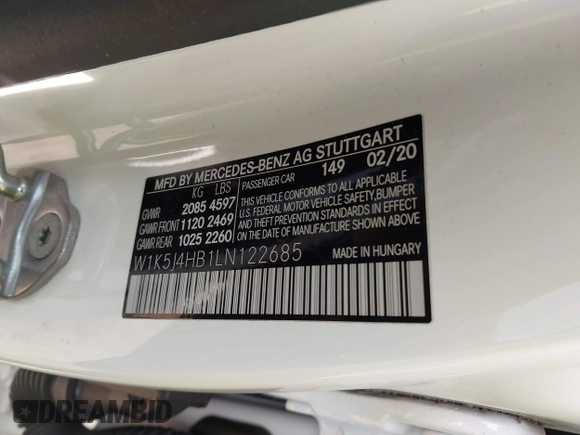 MFD BY MERCEDES-BENZ AG STUTTGART
KG LBS PASSENGER CAR 149 02/20
GVWR 2085 4597
GAWR FRONT 1120 2469
GAWR REAR 1025 2260
THIS VEHICLE CONFORMS TO ALL APPLICABLE
U.S. FEDERAL MOTOR VEHICLE SAFETY, BUMPER
AND THEFT PREVENTION STANDARDS IN EFFECT
ON THE DATE OF MANUFACTURE SHOWN ABOVE.
W1K5J4HB1LN122685
MADE IN HUNGARY
DREAMBID